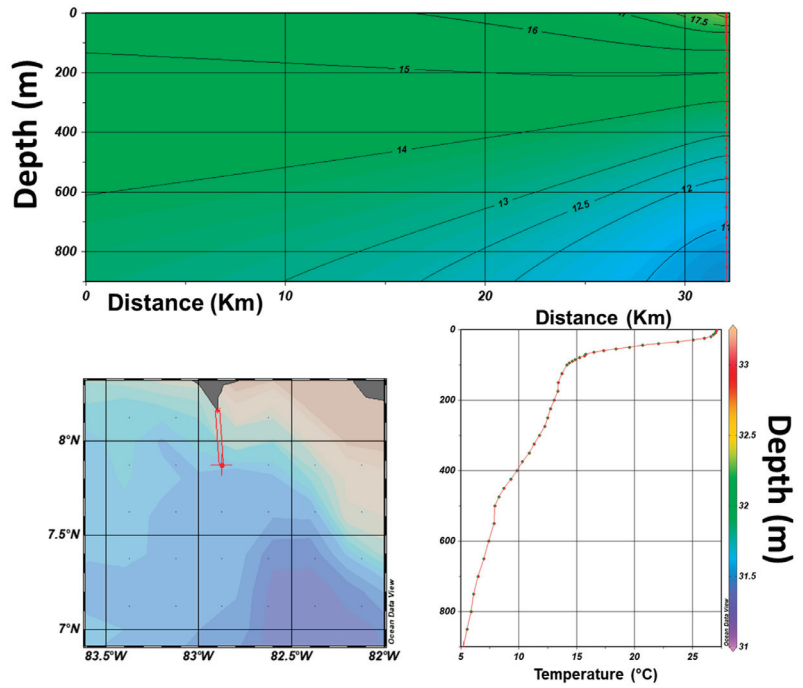 0
17
17.5
16
200
15
Depth (m)
400
14
600
13
12
12.5
11
800
0
10
20
30
Distance (Km)
Distance (Km)
0
33
200
32.5
8°N
400
32
Depth (m)
7.5°N
600
31.5
800
7°N
Ocean Data View
Ocean Data View
31
83.5°W
83°W
82.5°W
82°W
5
10
15
20
25
Temperature (°C)